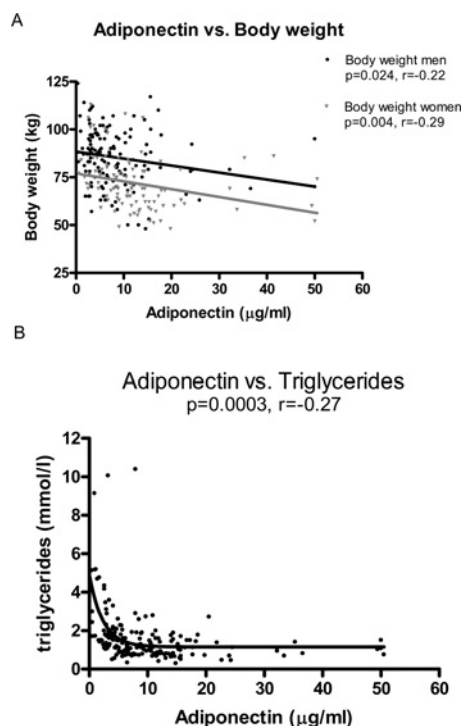 A
Adiponectin vs. Body weight
Body weight men
p=0.024, r=-0.22
Body weight women
p=0.004, r=-0.29
125
100
75
50
25
0 10 20 30 40 50 60
Body weight (kg)
Adiponectin (µg/ml)
B
Adiponectin vs. Triglycerides
p=0.0003, r=-0.27
12
10
8
6
4
2
0
0 10 20 30 40 50 60
triglycerides (mmol/l)
Adiponectin (µg/ml)